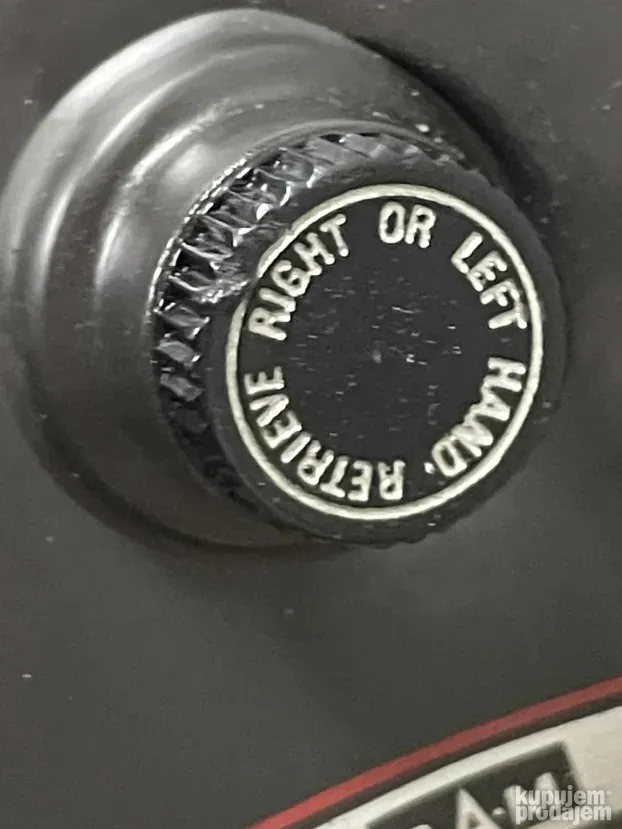 RIGHT OR LEFT HAND RETRIEVE
kupujem
prodajem